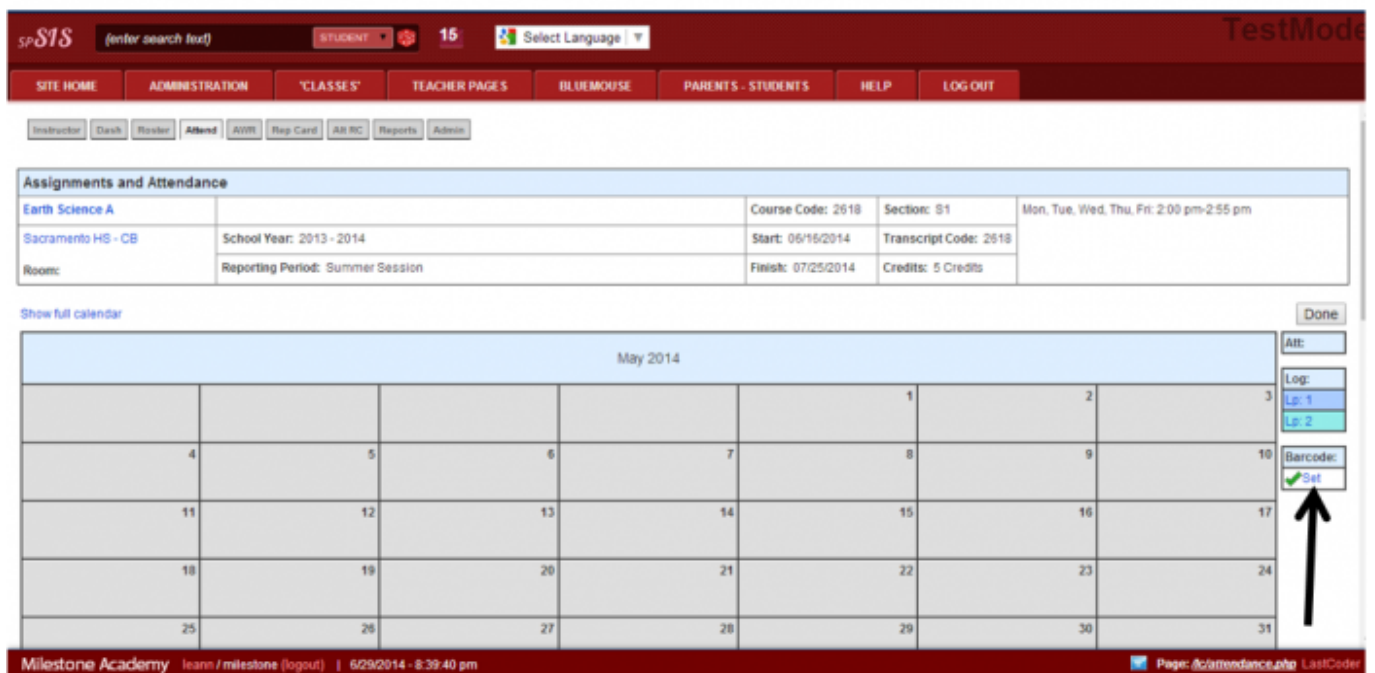 SPSIS (enter search text) STUDENT 15 Select Language TestMode
SITE HOME ADMINISTRATION 'CLASSES' TEACHER PAGES BLUEMOUSE PARENTS - STUDENTS HELP LOG OUT
Instructor Dash Roster Attend AWR Rep Card Alt RC Reports Admin
Assignments and Attendance
Earth Science A Course Code: 2618 Section: S1 Mon, Tue, Wed, Thu, Fri: 2:00 pm-2:55 pm
Sacramento HS - CB School Year: 2013 - 2014 Start: 06/16/2014 Transcript Code: 2618
Room: Reporting Period: Summer Session Finish: 07/25/2014 Credits: 5 Credits
Show full calendar Done
May 2014 Att:
Log:
1 2 3 Lp: 1
Lp: 2
4 5 6 7 8 9 10 Barcode:
Set
11 12 13 14 15 16 17
18 19 20 21 22 23 24
25 26 27 28 29 30 31
Milestone Academy leann / milestone (logout) | 6/29/2014 - 8:39:40 pm Page: /lc/attendance.php LastCoder